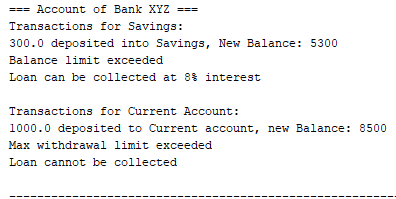 === Account of Bank XYZ ===
Transactions for Savings:
300.0 deposited into Savings, New Balance: 5300
Balance limit exceeded
Loan can be collected at 8% interest
Transactions for Current Account:
1000.0 deposited to Current account, new Balance: 8500
Max withdrawal limit exceeded
Loan cannot be collected
--------------------------------------------------------